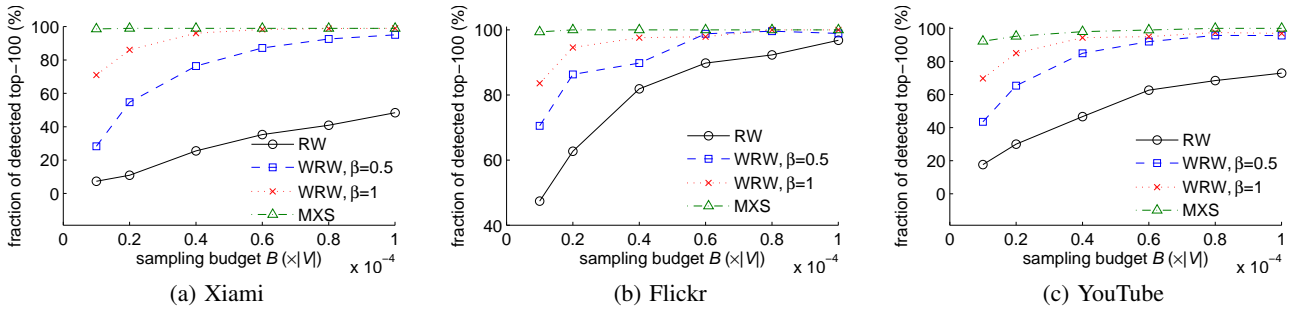 fraction of detected top−100 (%)
100
80
60
40
20
0
0
0.2
0.4
0.6
0.8
1
x 10⁻⁴
sampling budget B (×|V|)
RW
WRW, β=0.5
WRW, β=1
MXS
(a) Xiami
fraction of detected top−100 (%)
100
80
60
40
0
0.2
0.4
0.6
0.8
1
x 10⁻⁴
sampling budget B (×|V|)
RW
WRW, β=0.5
WRW, β=1
MXS
(b) Flickr
fraction of detected top−100 (%)
100
80
60
40
20
0
0
0.2
0.4
0.6
0.8
1
x 10⁻⁴
sampling budget B (×|V|)
RW
WRW, β=0.5
WRW, β=1
MXS
(c) YouTube